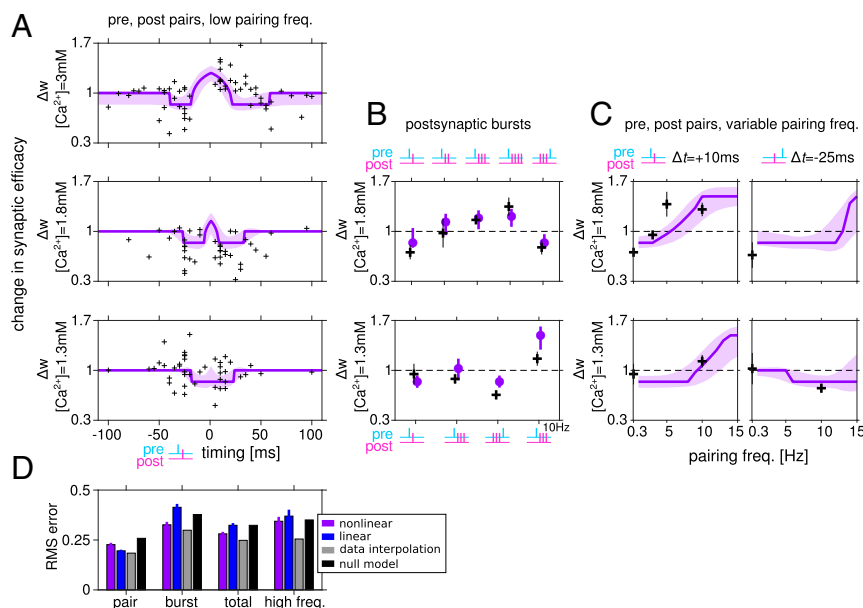 A
pre, post pairs, low pairing freq.
change in synaptic efficacy
Δw
[Ca²⁺]=3mM
1.7
1
0.3
Δw
[Ca²⁺]=1.8mM
1.7
1
0.3
Δw
[Ca²⁺]=1.3mM
1.7
1
0.3
-100
-50
0
50
100
pre
post
timing [ms]
B
postsynaptic bursts
pre
post
Δw
[Ca²⁺]=1.8mM
1.7
1
0.3
Δw
[Ca²⁺]=1.3mM
1.7
1
0.3
10Hz
pre
post
C
pre, post pairs, variable pairing freq.
pre
post
Δt=+10ms
Δt=-25ms
Δw
[Ca²⁺]=1.8mM
1.7
1
0.3
Δw
[Ca²⁺]=1.3mM
1.7
1
0.3
0.3
5
10
15
0.3
5
10
15
pairing freq. [Hz]
D
RMS error
0.5
0.25
0
pair
burst
total
high freq.
nonlinear
linear
data interpolation
null model